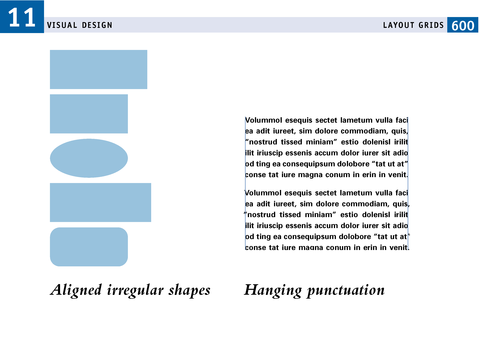 11
VISUAL DESIGN
LAYOUT GRIDS 600
Volummol esequis sectet lametum vulla faci
ea adit iureet, sim dolore commodiam, quis,
"nostrud tissed miniam" estio dolenisl irilit
ilit iriuscip essenis accum dolor iurer sit adio
od ting ea consequipsum dolobore "tat ut at"
conse tat iure magna conum in erin in venit.
Volummol esequis sectet lametum vulla faci
ea adit iureet, sim dolore commodiam, quis,
"nostrud tissed miniam" estio dolenisl irilit
ilit iriuscip essenis accum dolor iurer sit adio
od ting ea consequipsum dolobore "tat ut at"
conse tat iure magna conum in erin in venit.
Aligned irregular shapes
Hanging punctuation